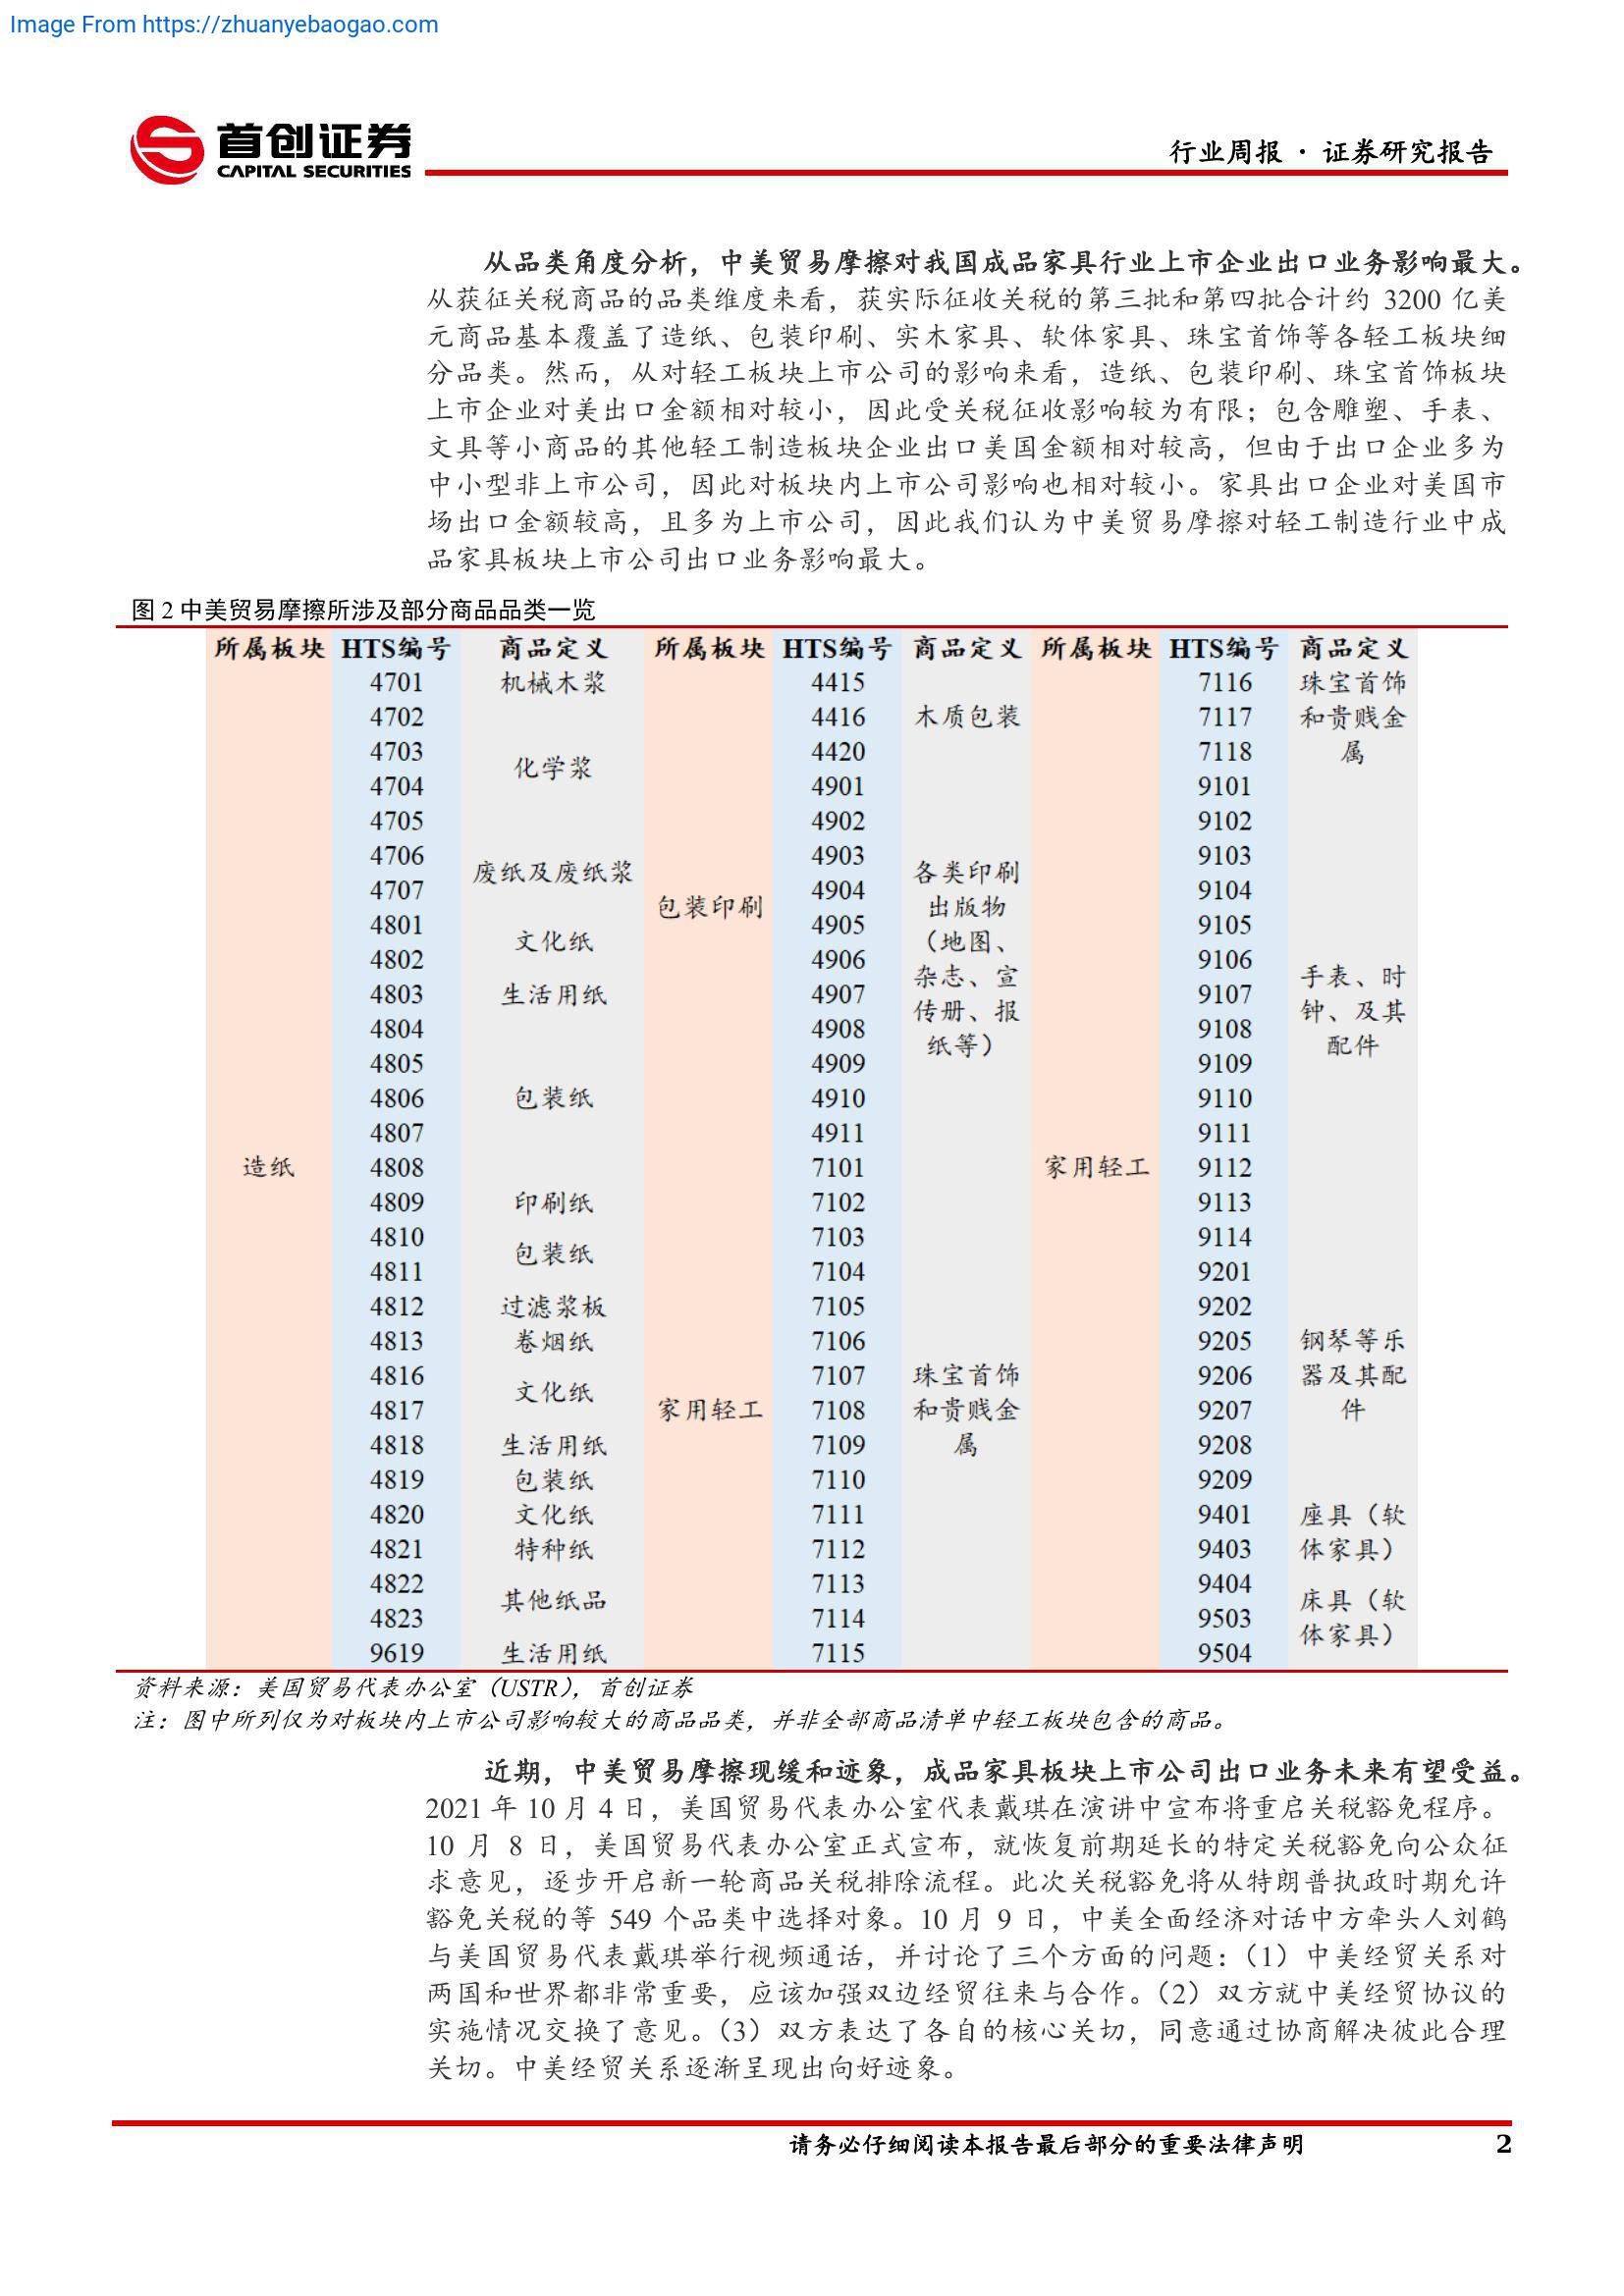 Image From https://zhuanyebaogao.com
首创证券
CAPITAL SECURITIES
行业周报 · 证券研究报告
从品类角度分析，中美贸易摩擦对我国成品家具行业上市企业出口业务影响最大。
从获征关税商品的品类维度来看，获实际征收关税的第三批和第四批合计约 3200 亿美
元商品基本覆盖了造纸、包装印刷、实木家具、软体家具、珠宝首饰等各轻工板块细
分品类。然而，从对轻工板块上市公司的影响来看，造纸、包装印刷、珠宝首饰板块
上市企业对美出口金额相对较小，因此受关税征收影响较为有限；包含雕塑、手表、
文具等小商品的其他轻工制造板块企业出口美国金额相对较高，但由于出口企业多为
中小型非上市公司，因此对板块内上市公司影响也相对较小。家具出口企业对美国市
场出口金额较高，且多为上市公司，因此我们认为中美贸易摩擦对轻工制造行业中成
品家具板块上市公司出口业务影响最大。
图 2 中美贸易摩擦所涉及部分商品品类一览
所属板块 HTS编号 商品定义 所属板块 HTS编号 商品定义 所属板块 HTS编号 商品定义
4701 机械木浆 4415 7116 珠宝首饰
4702 4416 木质包装 7117 和贵贱金
4703 4420 7118 属
化学浆
4704 4901 9101
4705 4902 9102
4706 4903 9103
废纸及废纸浆 各类印刷
4707 4904 9104
包装印刷 出版物
4801 4905 9105
文化纸 （地图、
4802 4906 9106
杂志、宣 手表、时
4803 生活用纸 4907 9107
传册、报 钟、及其
4804 4908 9108
纸等） 配件
4805 4909 9109
4806 包装纸 4910 9110
4807 4911 9111
造纸 4808 7101 家用轻工 9112
4809 印刷纸 7102 9113
4810 7103 9114
包装纸
4811 7104 9201
4812 过滤浆板 7105 9202
4813 卷烟纸 7106 9205 钢琴等乐
4816 7107 珠宝首饰 9206 器及其配
文化纸
4817 家用轻工 7108 和贵贱金 9207 件
4818 生活用纸 7109 属 9208
4819 包装纸 7110 9209
4820 文化纸 7111 9401 座具（软
4821 特种纸 7112 9403 体家具）
4822 7113 9404
其他纸品 床具（软
4823 7114 9503
体家具）
9619 生活用纸 7115 9504
资料来源：美国贸易代表办公室（USTR），首创证券
注：图中所列仅为对板块内上市公司影响较大的商品品类，并非全部商品清单中轻工板块包含的商品。
近期，中美贸易摩擦现缓和迹象，成品家具板块上市公司出口业务未来有望受益。
2021 年 10 月 4 日，美国贸易代表办公室代表戴琪在演讲中宣布将重启关税豁免程序。
10 月 8 日，美国贸易代表办公室正式宣布，就恢复前期延长的特定关税豁免向公众征
求意见，逐步开启新一轮商品关税排除流程。此次关税豁免将从特朗普执政时期允许
豁免关税的等 549 个品类中选择对象。10 月 9 日，中美全面经济对话中方牵头人刘鹤
与美国贸易代表戴琪举行视频通话，并讨论了三个方面的问题：（1）中美经贸关系对
两国和世界都非常重要，应该加强双边经贸往来与合作。（2）双方就中美经贸协议的
实施情况交换了意见。（3）双方表达了各自的核心关切，同意通过协商解决彼此合理
关切。中美经贸关系逐渐呈现出向好迹象。
请务必仔细阅读本报告最后部分的重要法律声明 2